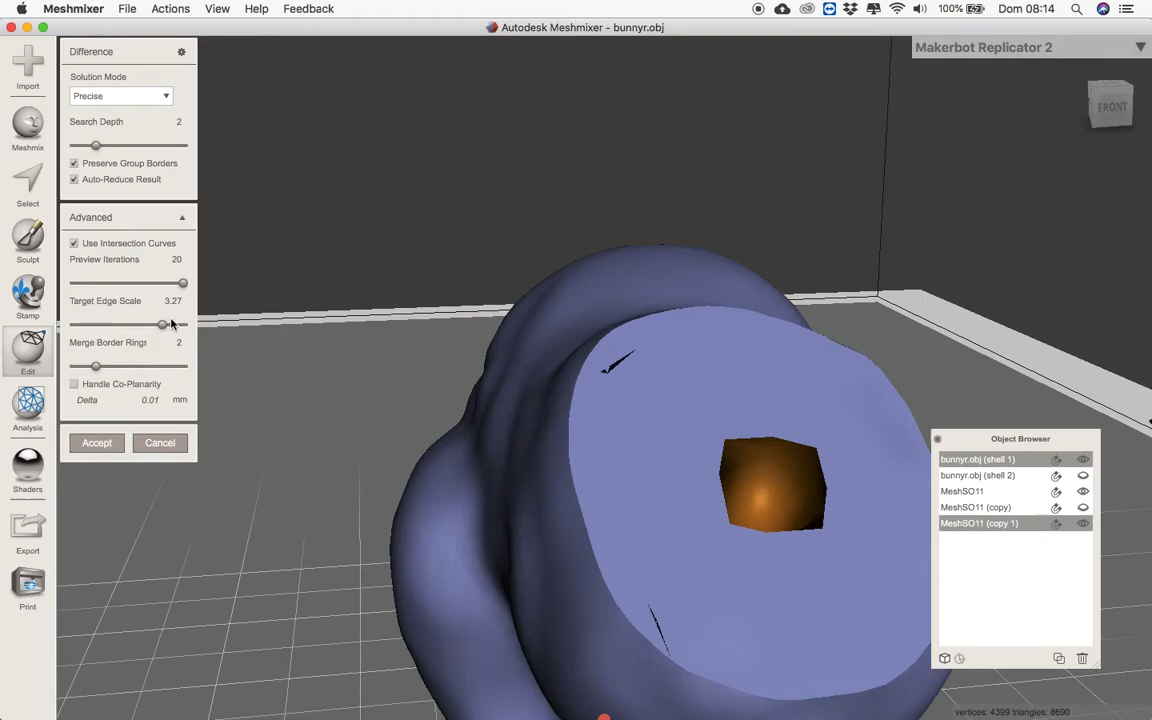 Meshmixer File Actions View Help Feedback 100% Dom 08:14
Autodesk Meshmixer - bunnyr.obj
Import
Meshmix
Select
Sculpt
Stamp
Edit
Analysis
Shaders
Export
Print
Difference
Solution Mode
Precise
Search Depth 2
Preserve Group Borders
Auto-Reduce Result
Advanced
Use Intersection Curves
Preview Iterations 20
Target Edge Scale 3.27
Merge Border Rings 2
Handle Co-Planarity
Delta 0.01 mm
Accept Cancel
Makerbot Replicator 2
FRONT
Object Browser
bunnyr.obj (shell 1)
bunnyr.obj (shell 2)
MeshSO11
MeshSO11 (copy)
MeshSO11 (copy 1)
vertices: 4399 triangles: 8690